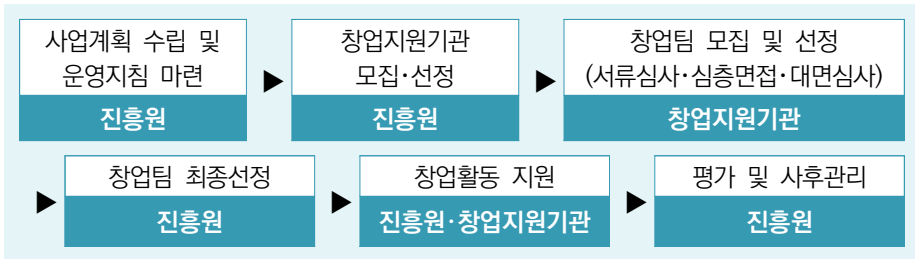 사업계획 수립 및
운영지침 마련
진흥원
▶
창업지원기관
모집·선정
진흥원
▶
창업팀 모집 및 선정
(서류심사·심층면접·대면심사)
창업지원기관
▶
창업팀 최종선정
진흥원
▶
창업활동 지원
진흥원·창업지원기관
▶
평가 및 사후관리
진흥원